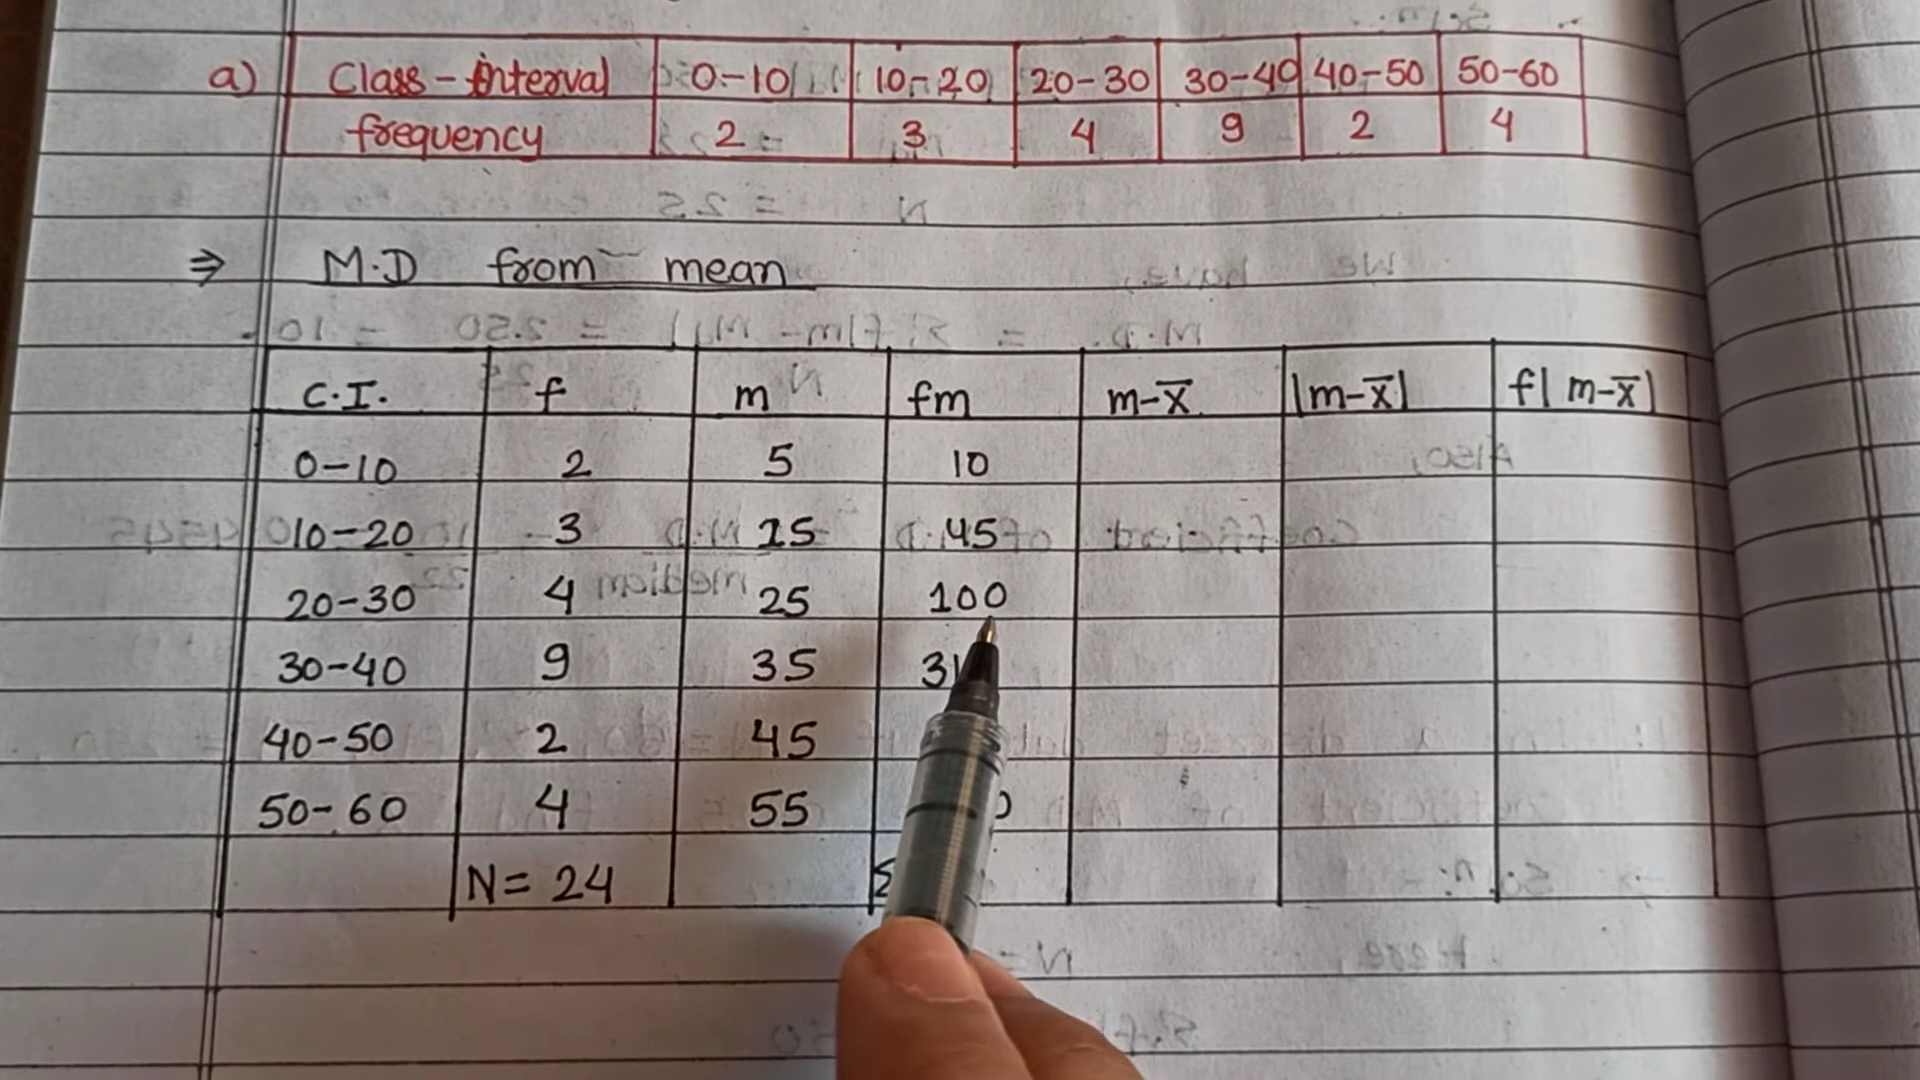 a) Class-interval 0-10 10-20 20-30 30-40 40-50 50-60
frequency 2 3 4 9 2 4
⇒ M.D from mean
C.I. f m fm m-x̄ |m-x̄| f|m-x̄|
0-10 2 5 10
10-20 3 15 45
20-30 4 25 100
30-40 9 35
40-50 2 45
50-60 4 55
N = 24